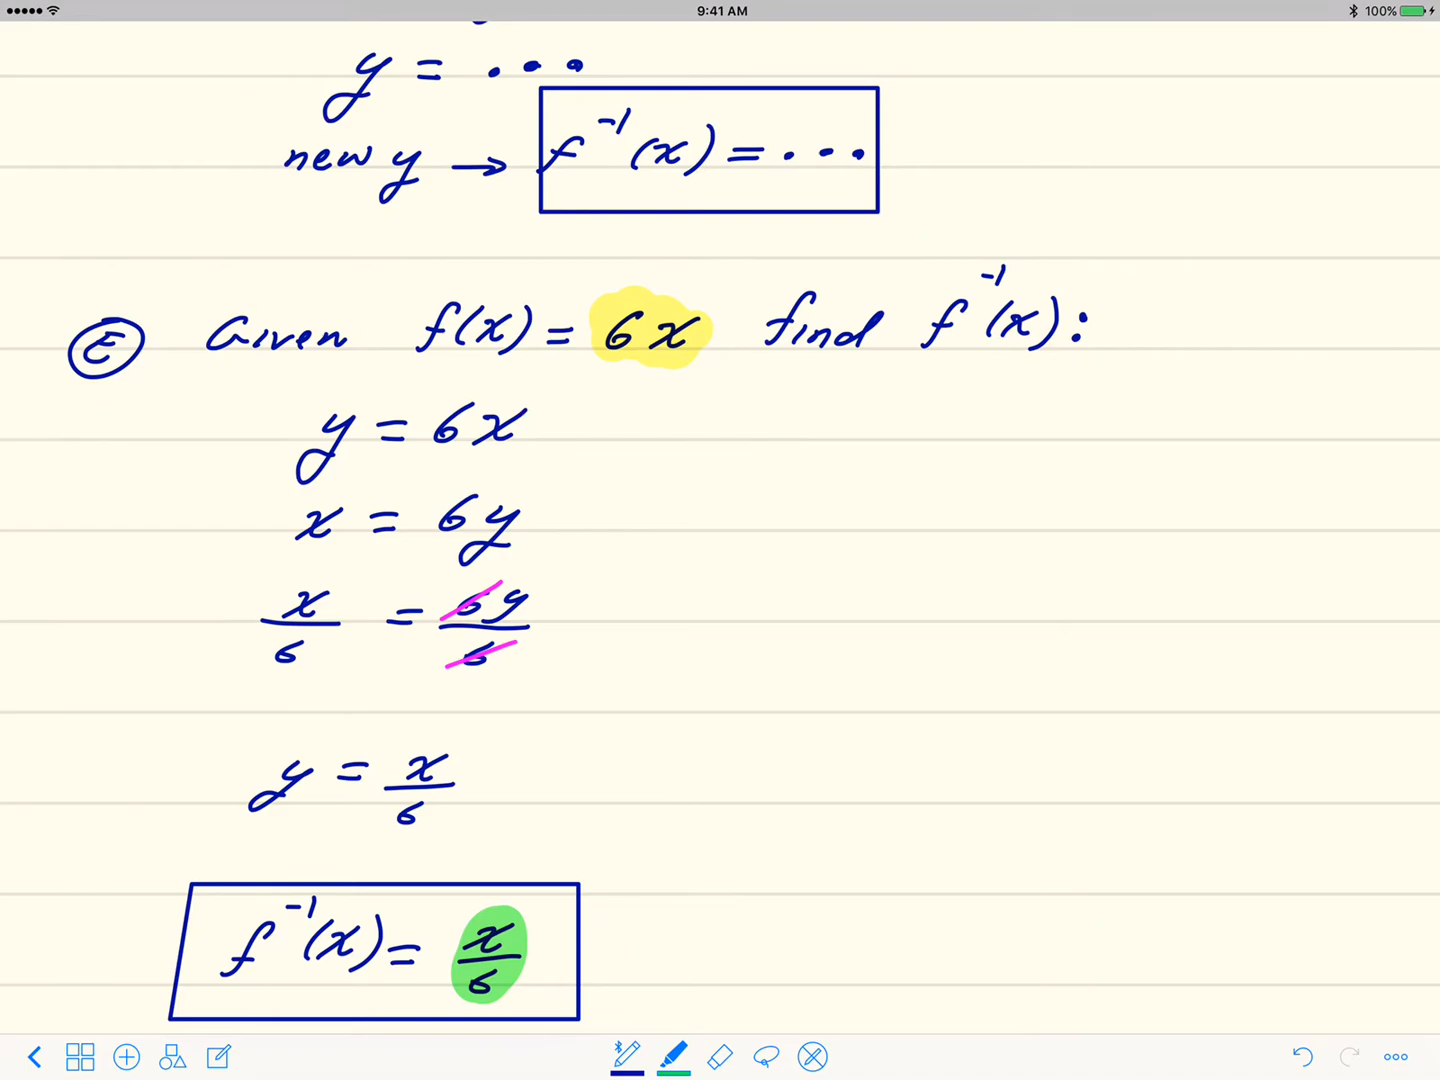 9:41 AM
100%
y = ...
new y → f⁻¹(x) = ...
E Given f(x) = 6x find f⁻¹(x):
y = 6x
x = 6y
x/6 = 6y/6
y = x/6
f⁻¹(x) = x/6